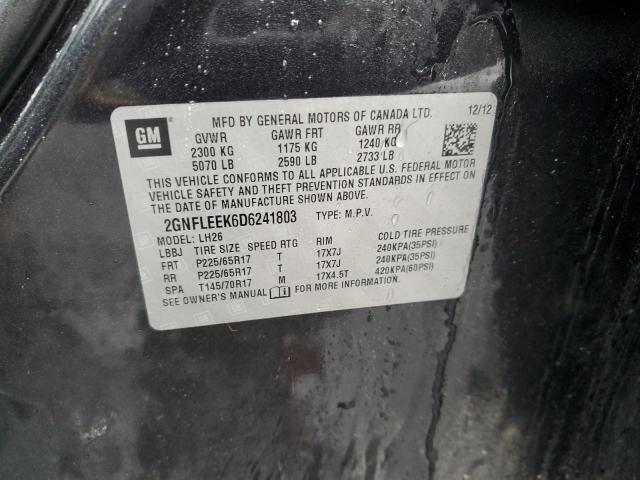 GM
MFD BY GENERAL MOTORS OF CANADA LTD. 12/12
GVWR GAWR FRT GAWR RR
2300 KG 1175 KG 1240 KG
5070 LB 2590 LB 2733 LB
THIS VEHICLE CONFORMS TO ALL APPLICABLE U.S. FEDERAL MOTOR
VEHICLE SAFETY AND THEFT PREVENTION STANDARDS IN EFFECT ON
THE DATE OF MANUFACTURE SHOWN ABOVE.
2GNFLEEK6D6241803 TYPE: M.P.V.
MODEL: LH26
LBBJ TIRE SIZE SPEED RTG RIM COLD TIRE PRESSURE
FRT P225/65R17 T 17X7J 240KPA(35PSI)
RR P225/65R17 T 17X7J 240KPA(35PSI)
SPA T145/70R17 M 17X4.5T 420KPA(60PSI)
SEE OWNER'S MANUAL FOR MORE INFORMATION.